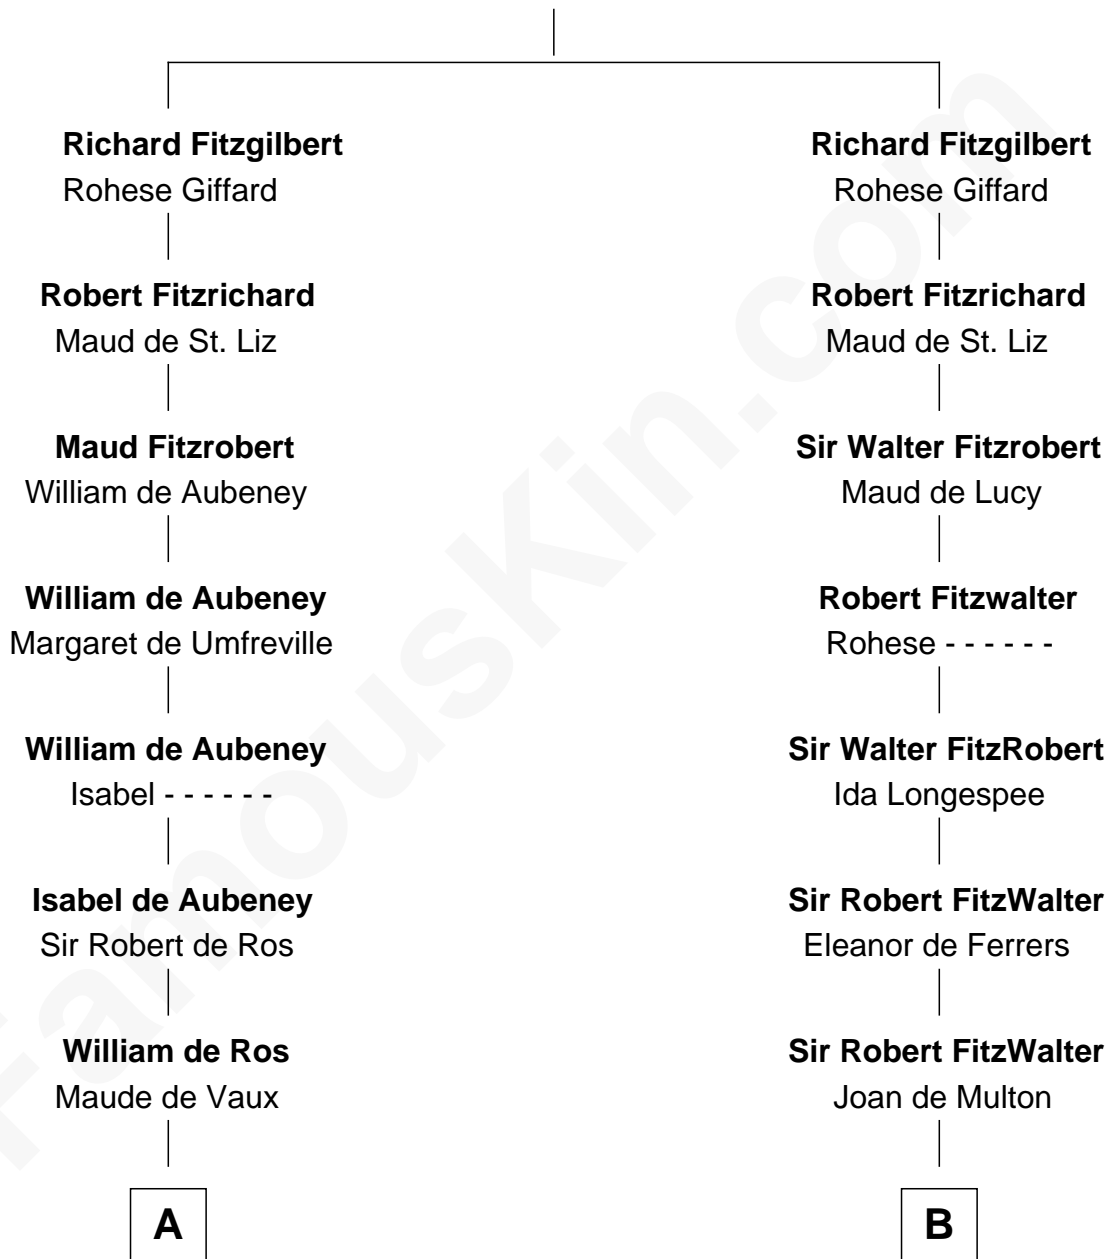 Richard Fitzgilbert
Rohese Giffard
Robert Fitzrichard
Maud de St. Liz
Maud Fitzrobert
William de Aubeney
William de Aubeney
Margaret de Umfreville
William de Aubeney
Isabel - - - - - -
Isabel de Aubeney
Sir Robert de Ros
William de Ros
Maude de Vaux
A
Richard Fitzgilbert
Rohese Giffard
Robert Fitzrichard
Maud de St. Liz
Sir Walter Fitzrobert
Maud de Lucy
Robert Fitzwalter
Rohese - - - - - -
Sir Walter FitzRobert
Ida Longespee
Sir Robert FitzWalter
Eleanor de Ferrers
Sir Robert FitzWalter
Joan de Multon
B
FamousKin.com